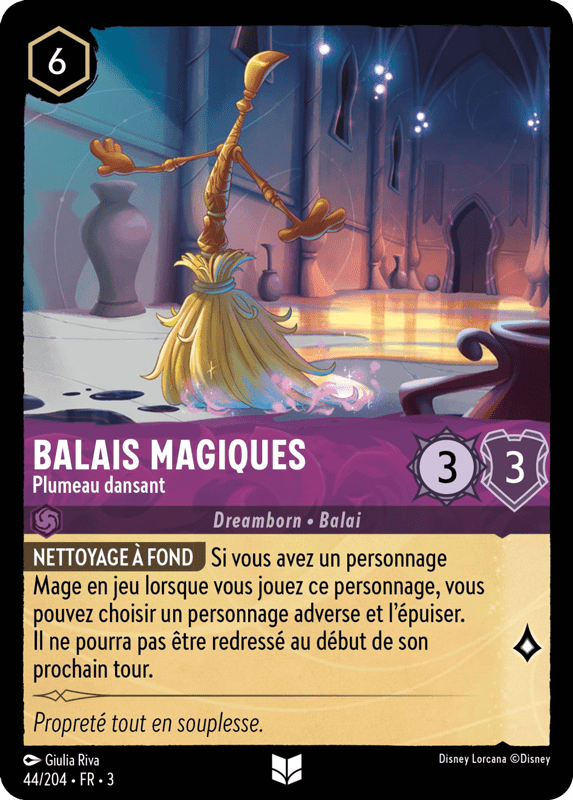 6
BALAIS MAGIQUES
Plumeau dansant
3
3
Dreamborn • Balai
NETTOYAGE À FOND Si vous avez un personnage
Mage en jeu lorsque vous jouez ce personnage, vous
pouvez choisir un personnage adverse et l'épuiser.
Il ne pourra pas être redressé au début de son
prochain tour.
Propreté tout en souplesse.
Giulia Riva
Disney Lorcana ©Disney
44/204 • FR • 3